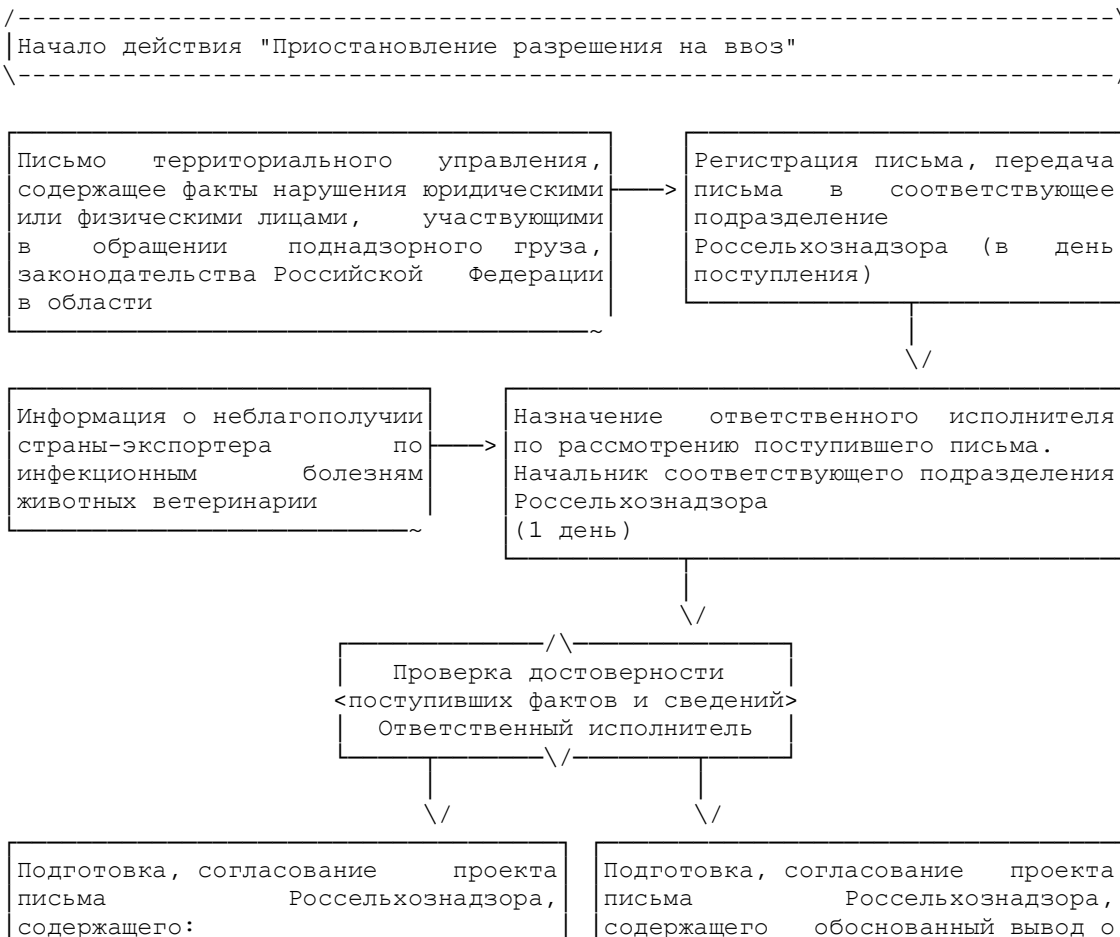 Начало действия "Приостановление разрешения на ввоз"
Письмо территориального управления,
содержащее факты нарушения юридическими
или физическими лицами, участвующими
в обращении поднадзорного груза,
законодательства Российской Федерации
в области
Регистрация письма, передача
письма в соответствующее
подразделение
Россельхознадзора (в день
поступления)
Информация о неблагополучии
страны-экспортера по
инфекционным болезням
животных ветеринарии
Назначение ответственного исполнителя
по рассмотрению поступившего письма.
Начальник соответствующего подразделения
Россельхознадзора
(1 день)
Проверка достоверности
<поступивших фактов и сведений>
Ответственный исполнитель
Подготовка, согласование проекта
письма Россельхознадзора,
содержащего:
Подготовка, согласование проекта
письма Россельхознадзора,
содержащего обоснованный вывод о